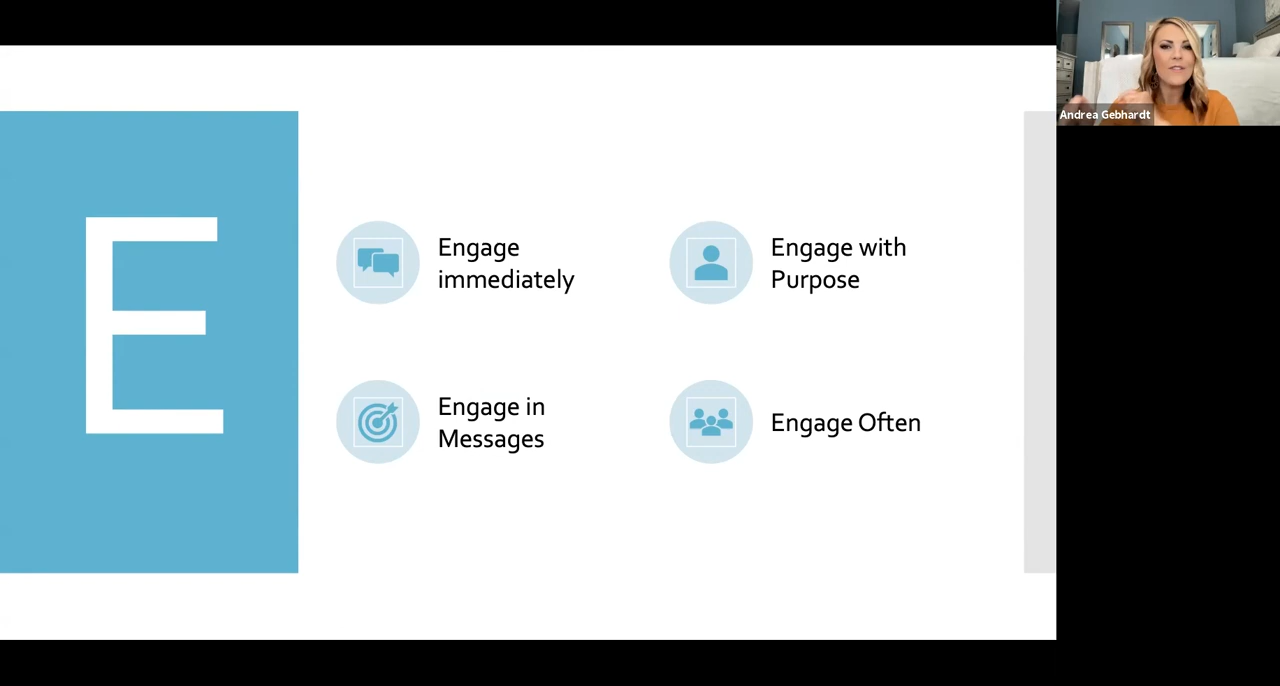 Andrea Gebhardt
E
Engage
immediately
Engage with
Purpose
Engage in
Messages
Engage Often